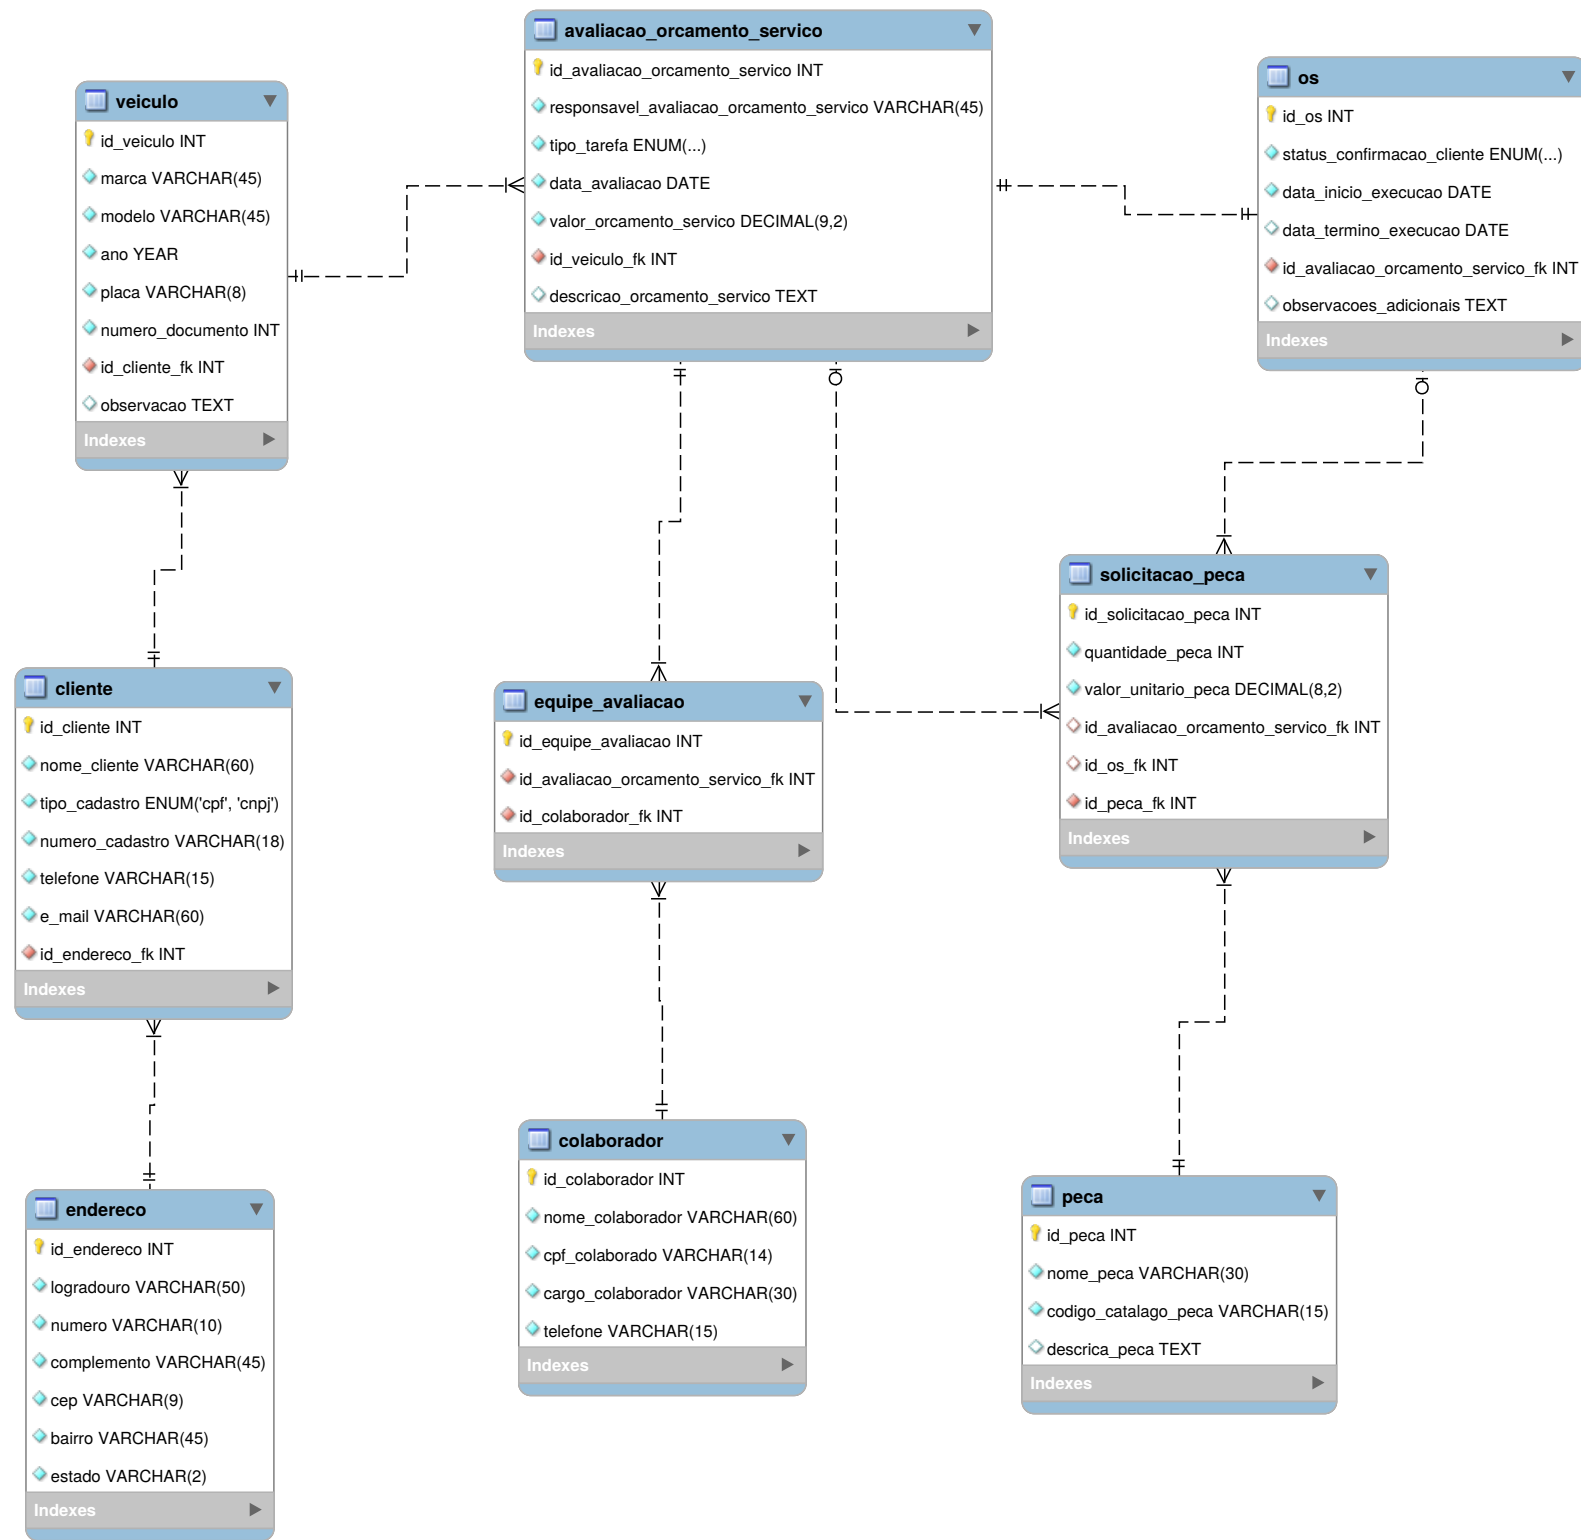 avaliacao_orcamento_servico
id_avaliacao_orcamento_servico INT
responsavel_avaliacao_orcamento_servico VARCHAR(45)
tipo_tarefa ENUM(...)
data_avaliacao DATE
valor_orcamento_servico DECIMAL(9,2)
id_veiculo_fk INT
descricao_orcamento_servico TEXT
Indexes
os
id_os INT
status_confirmacao_cliente ENUM(...)
data_inicio_execucao DATE
data_termino_execucao DATE
id_avaliacao_orcamento_servico_fk INT
observacoes_adicionais TEXT
Indexes
veiculo
id_veiculo INT
marca VARCHAR(45)
modelo VARCHAR(45)
ano YEAR
placa VARCHAR(8)
numero_documento INT
id_cliente_fk INT
observacao TEXT
Indexes
solicitacao_peca
id_solicitacao_peca INT
quantidade_peca INT
valor_unitario_peca DECIMAL(8,2)
id_avaliacao_orcamento_servico_fk INT
id_os_fk INT
id_peca_fk INT
Indexes
cliente
id_cliente INT
nome_cliente VARCHAR(60)
tipo_cadastro ENUM('cpf', 'cnpj')
numero_cadastro VARCHAR(18)
telefone VARCHAR(15)
e_mail VARCHAR(60)
id_endereco_fk INT
Indexes
equipe_avaliacao
id_equipe_avaliacao INT
id_avaliacao_orcamento_servico_fk INT
id_colaborador_fk INT
Indexes
colaborador
id_colaborador INT
nome_colaborador VARCHAR(60)
cpf_colaborado VARCHAR(14)
cargo_colaborador VARCHAR(30)
telefone VARCHAR(15)
Indexes
peca
id_peca INT
nome_peca VARCHAR(30)
codigo_catalago_peca VARCHAR(15)
descrica_peca TEXT
Indexes
endereco
id_endereco INT
logradouro VARCHAR(50)
numero VARCHAR(10)
complemento VARCHAR(45)
cep VARCHAR(9)
bairro VARCHAR(45)
estado VARCHAR(2)
Indexes